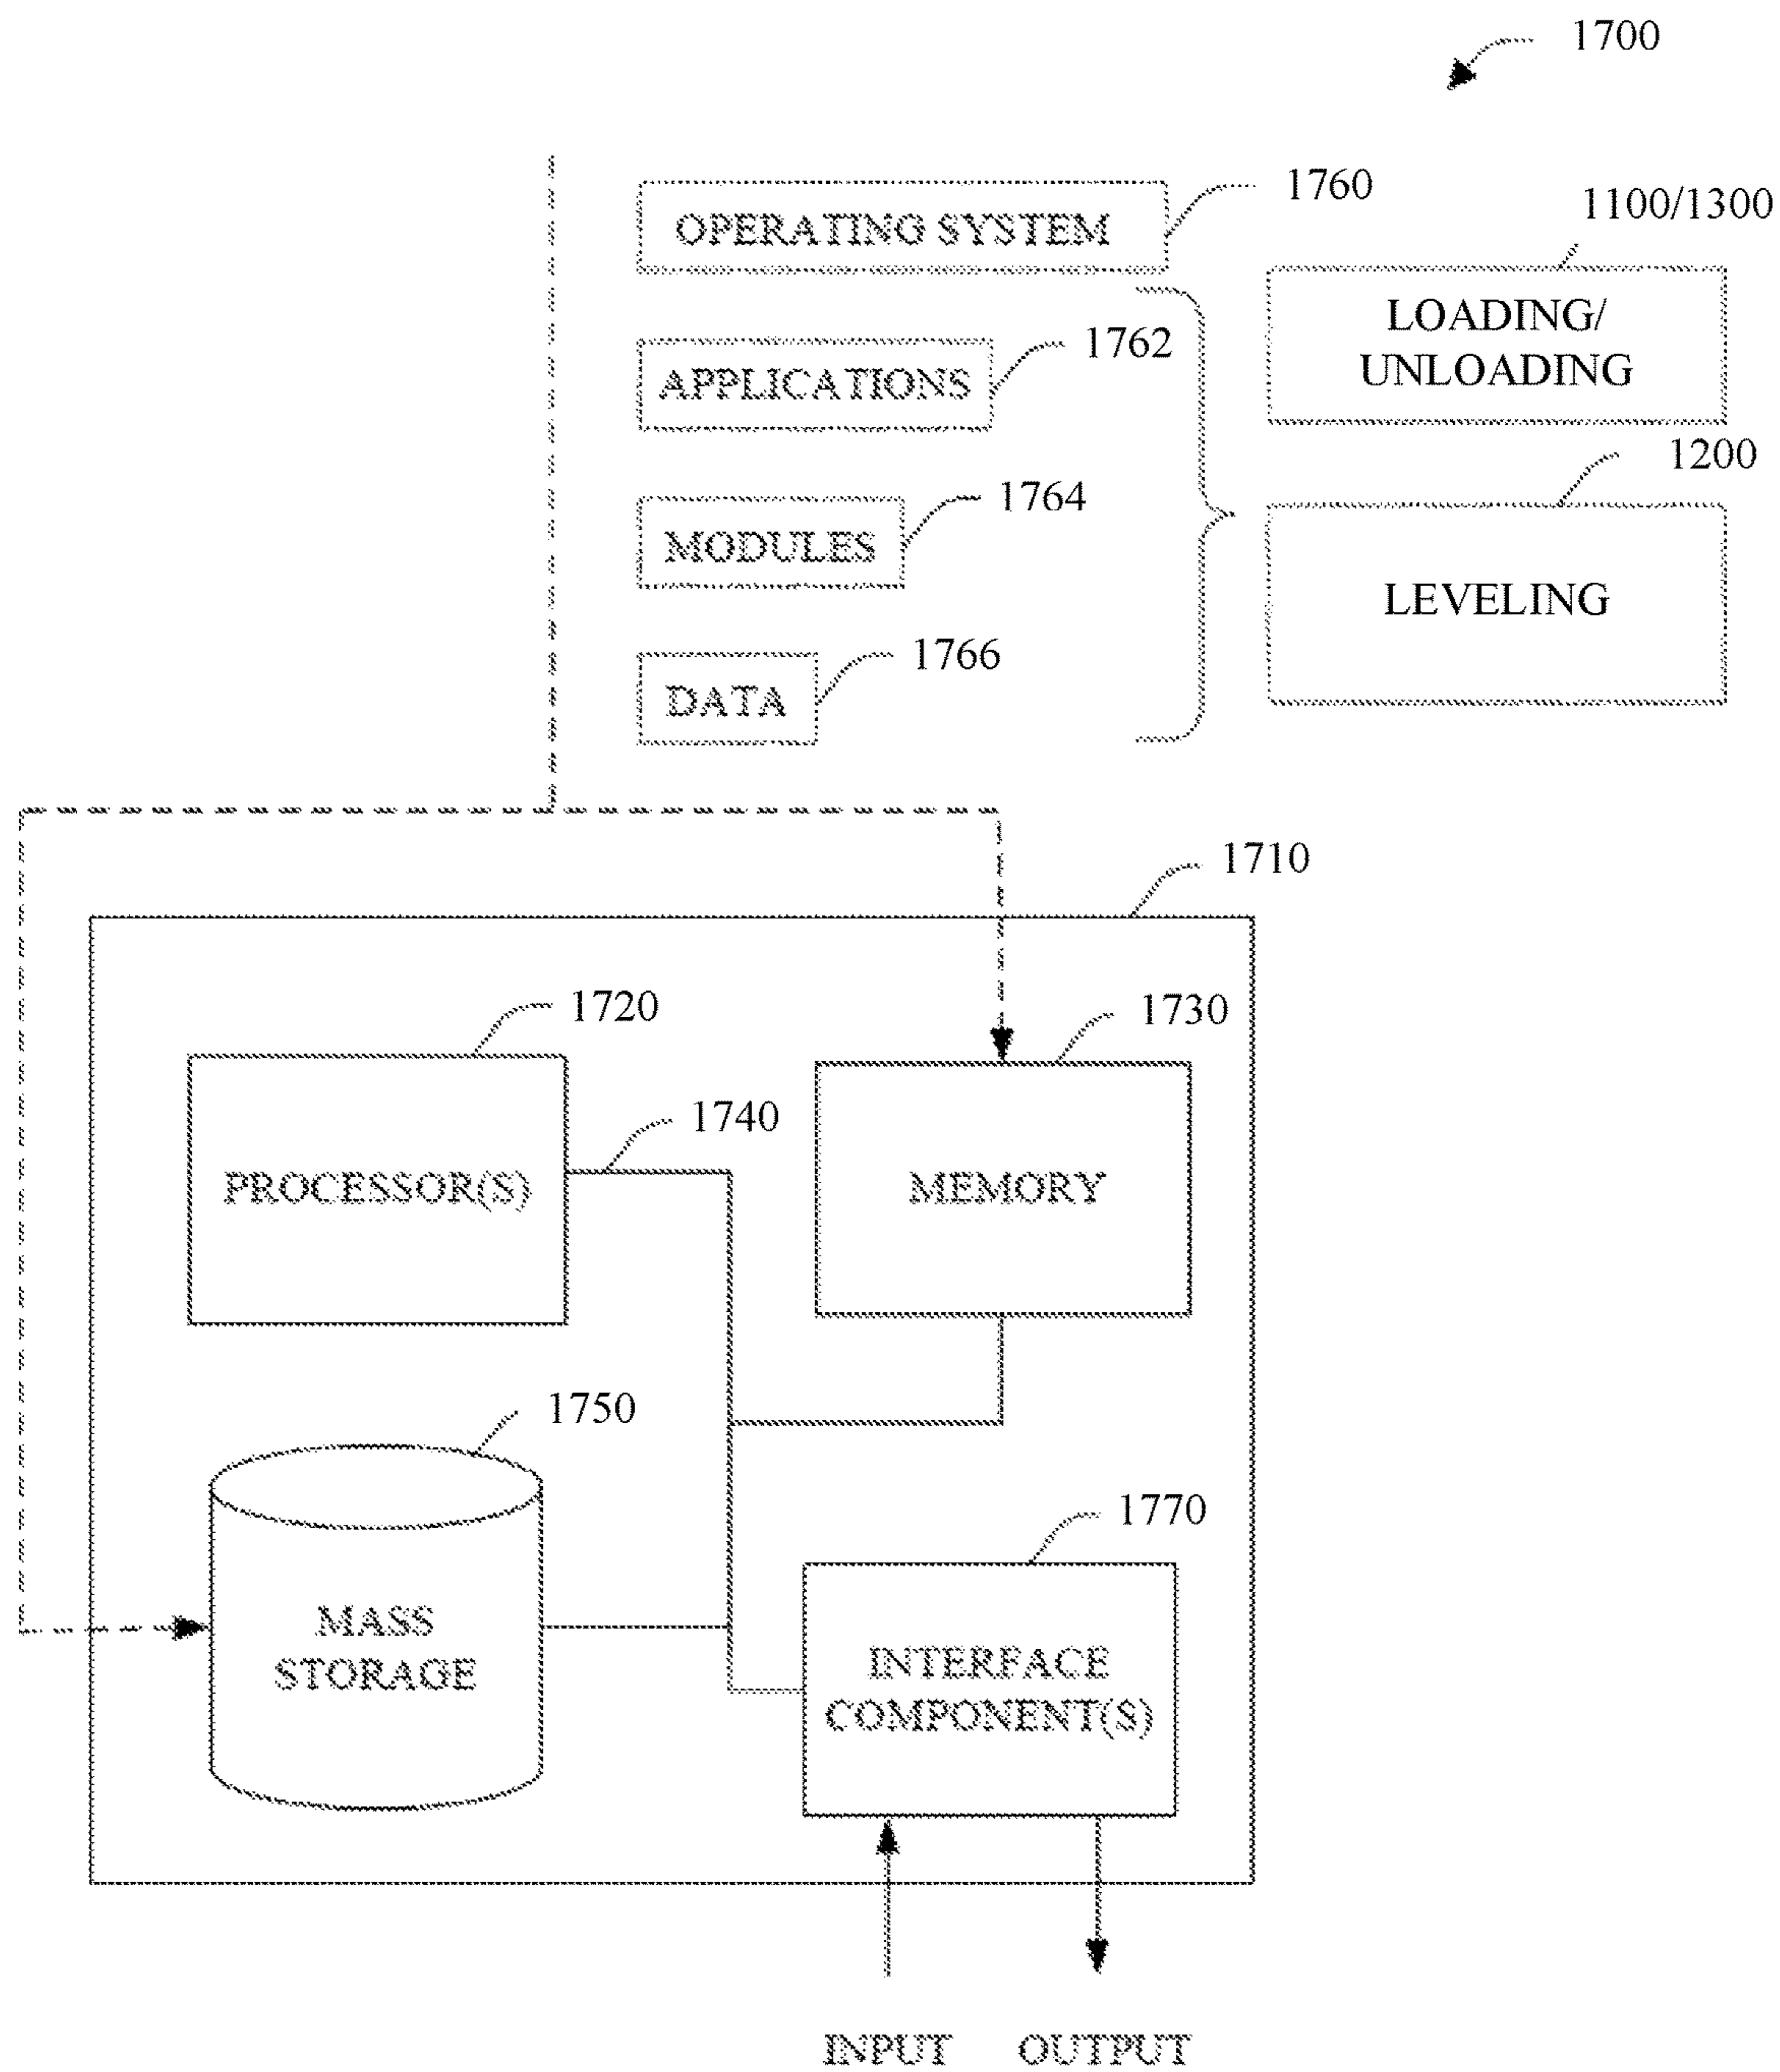 1700
1760
OPERATING SYSTEM
1100/1300
LOADING/
UNLOADING
1762
APPLICATIONS
1200
LEVELING
1764
MODULES
1766
DATA
1710
1720
PROCESSOR(S)
1730
MEMORY
1740
1750
MASS
STORAGE
1770
INTERFACE
COMPONENT(S)
INPUT
OUTPUT